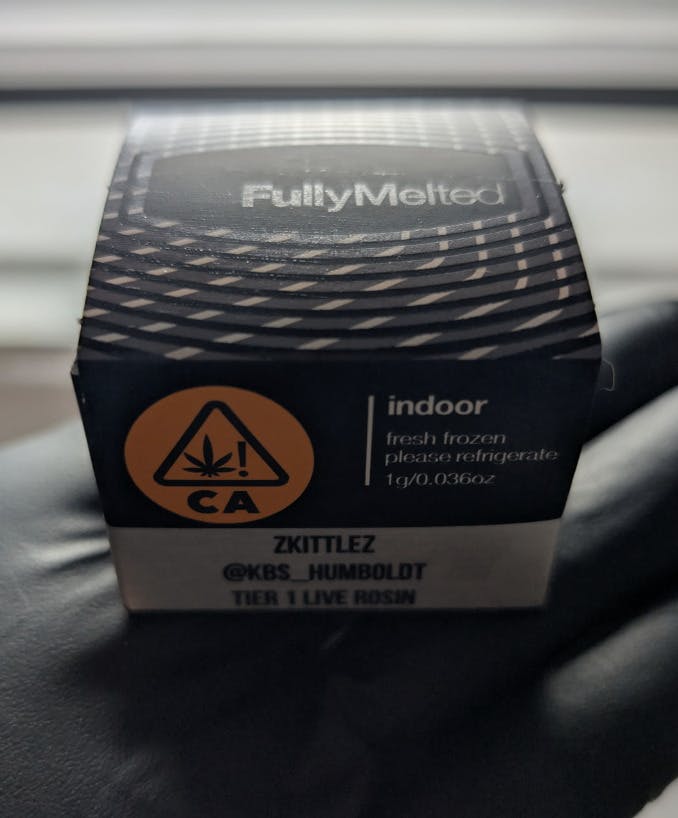 FullyMelted
indoor
fresh frozen
please refrigerate
1g/0.036oz
!
CA
ZKITTLEZ
@KBS_HUMBOLDT
TIER 1 LIVE ROSIN